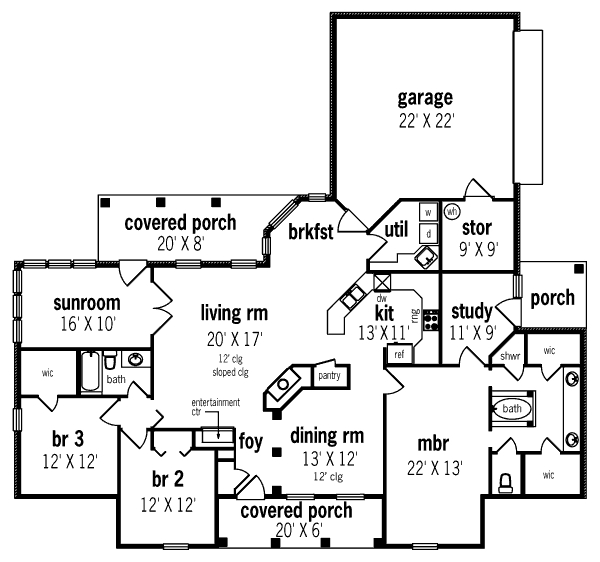 garage
22' X 22'
covered porch
20' X 8'
brkfst
util
w
d
wh
stor
9' X 9'
sunroom
16' X 10'
living rm
20' X 17'
12' clg
sloped clg
dw
kit
13' X 11'
rng
ref
study
11' X 9'
porch
wic
bath
pantry
shwr
wic
entertainment
ctr
bath
br 3
12' X 12'
foy
dining rm
13' X 12'
12' clg
mbr
22' X 13'
br 2
12' X 12'
wic
covered porch
20' X 6'